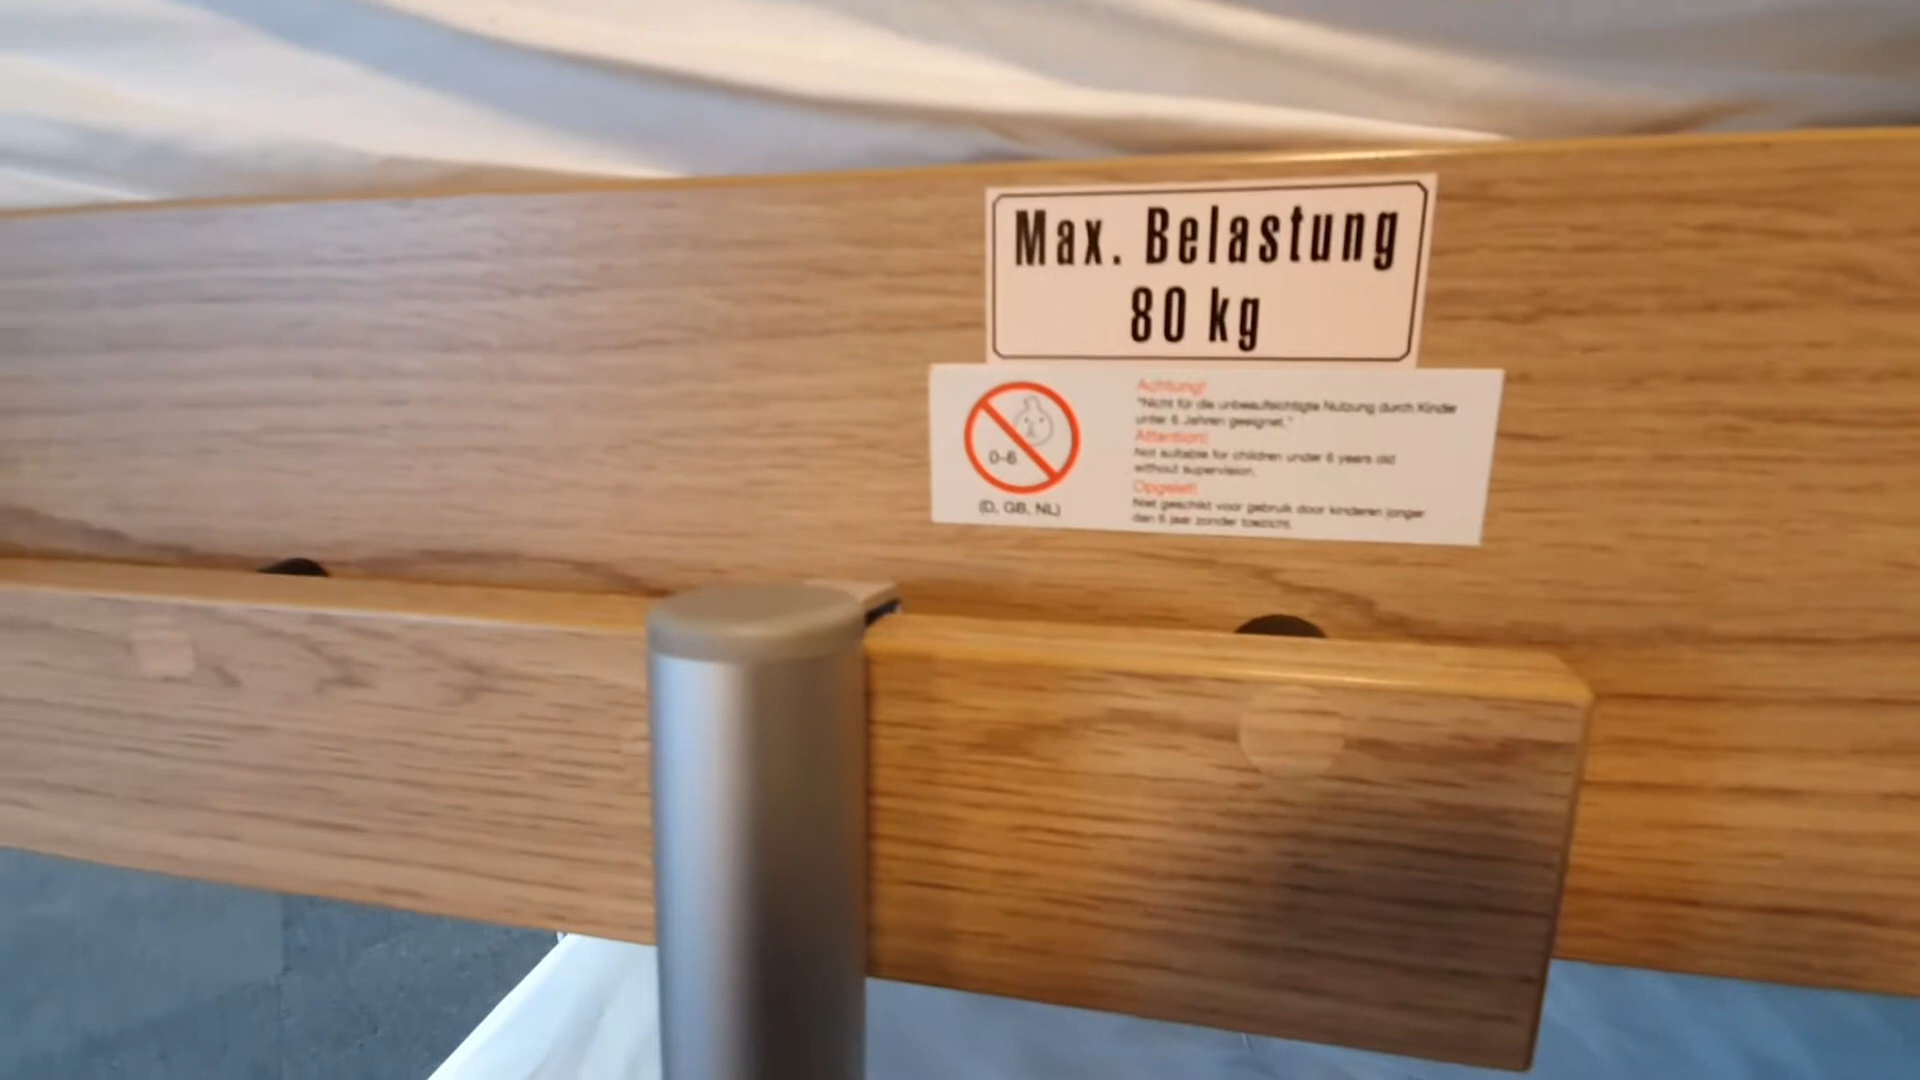 Max. Belastung
80 kg
0-6
(D, GB, NL)
Achtung!
"Nicht für die unbeaufsichtigte Nutzung durch Kinder
unter 6 Jahren geeignet."
Attention!
Not suitable for children under 6 years old
without supervision.
Opgelet!
Niet geschikt voor gebruik door kinderen jonger
dan 6 jaar zonder toezicht.